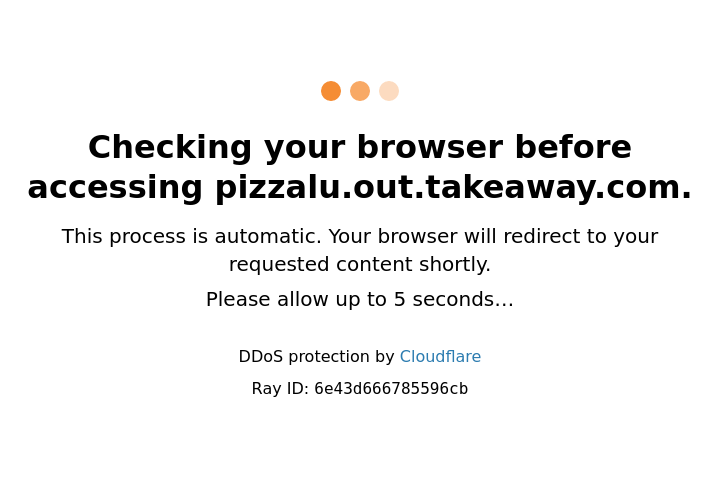 Checking your browser before
accessing pizzalu.out.takeaway.com.
This process is automatic. Your browser will redirect to your
requested content shortly.
Please allow up to 5 seconds…
DDoS protection by Cloudflare
Ray ID: 6e43d666785596cb